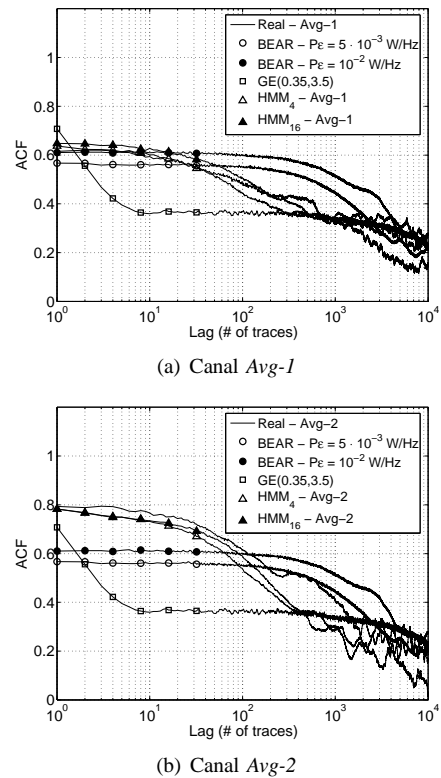 Real − Avg−1
BEAR − Pε = 5 · 10⁻³ W/Hz
BEAR − Pε = 10⁻² W/Hz
GE(0.35,3.5)
HMM₄ − Avg−1
HMM₁₆ − Avg−1
ACF
1
0.8
0.6
0.4
0.2
0
10⁰ 10¹ 10² 10³ 10⁴
Lag (# of traces)
(a) Canal Avg-1
Real − Avg−2
BEAR − Pε = 5 · 10⁻³ W/Hz
BEAR − Pε = 10⁻² W/Hz
GE(0.35,3.5)
HMM₄ − Avg−2
HMM₁₆ − Avg−2
ACF
1
0.8
0.6
0.4
0.2
0
10⁰ 10¹ 10² 10³ 10⁴
Lag (# of traces)
(b) Canal Avg-2